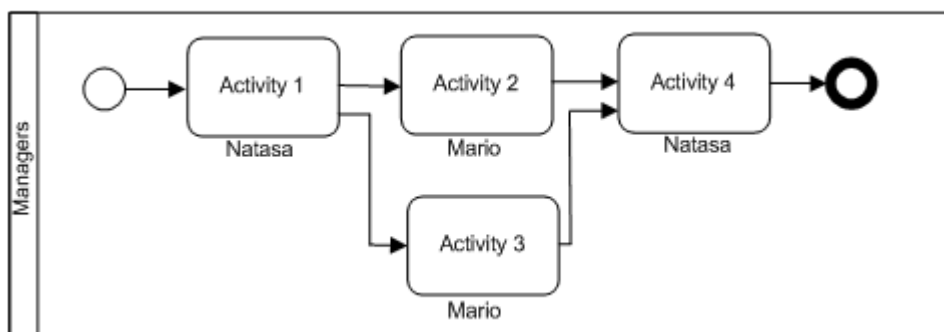 Managers
Activity 1
Natasa
Activity 2
Mario
Activity 3
Mario
Activity 4
Natasa